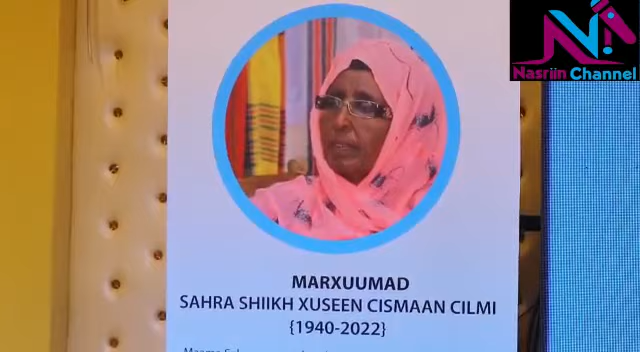 Nasriin Channel
MARXUUMAD
SAHRA SHIIKH XUSEEN CISMAAN CILMI
{1940-2022}